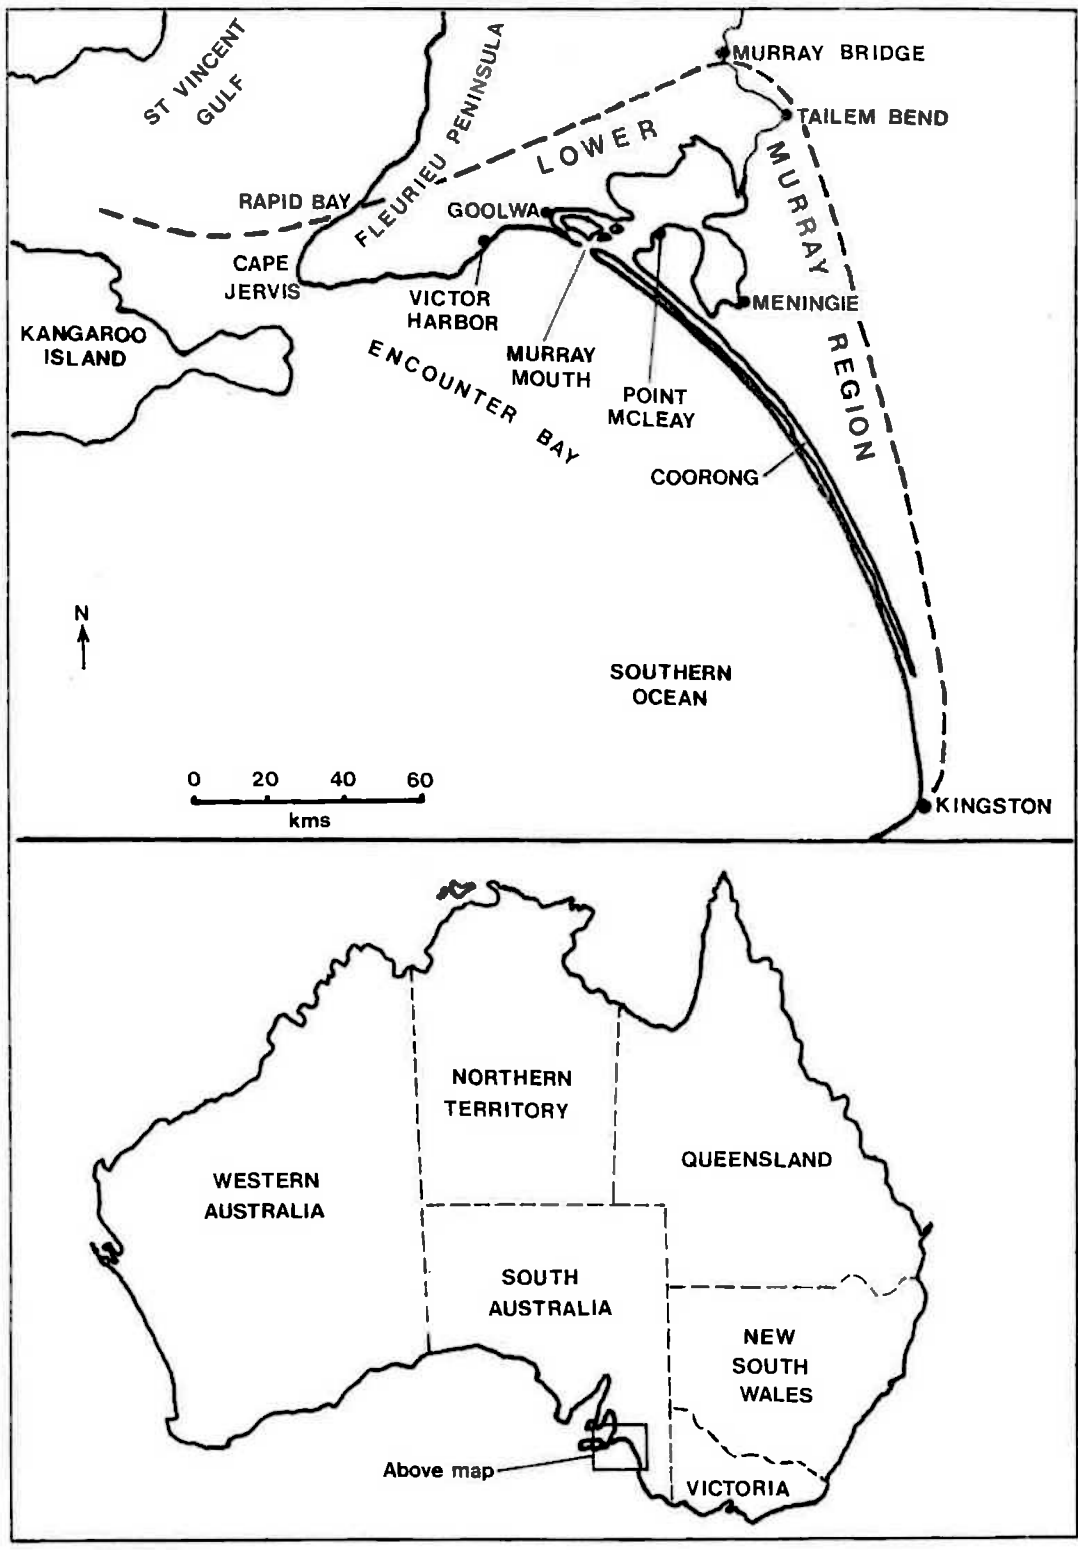 ST VINCENT
GULF
FLEURIEU PENINSULA
MURRAY BRIDGE
TAILEM BEND
LOWER
MURRAY
REGION
RAPID BAY
GOOLWA
CAPE
JERVIS
VICTOR
HARBOR
MENINGIE
KANGAROO
ISLAND
MURRAY
MOUTH
POINT
MCLEAY
ENCOUNTER BAY
COORONG
N
SOUTHERN
OCEAN
0 20 40 60
kms
KINGSTON
NORTHERN
TERRITORY
QUEENSLAND
WESTERN
AUSTRALIA
SOUTH
AUSTRALIA
NEW
SOUTH
WALES
Above map
VICTORIA